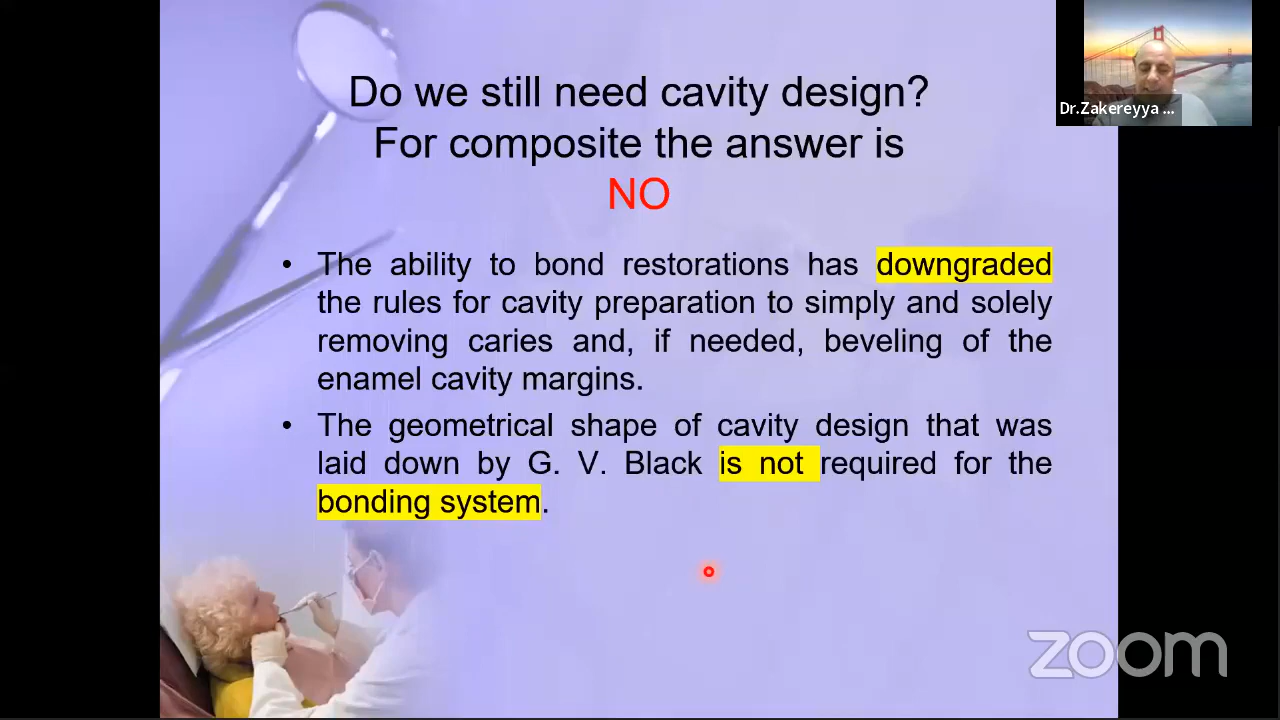 Do we still need cavity design?
For composite the answer is
NO
• The ability to bond restorations has downgraded
the rules for cavity preparation to simply and solely
removing caries and, if needed, beveling of the
enamel cavity margins.
• The geometrical shape of cavity design that was
laid down by G. V. Black is not required for the
bonding system.
Dr.Zakereyya ...
zoom